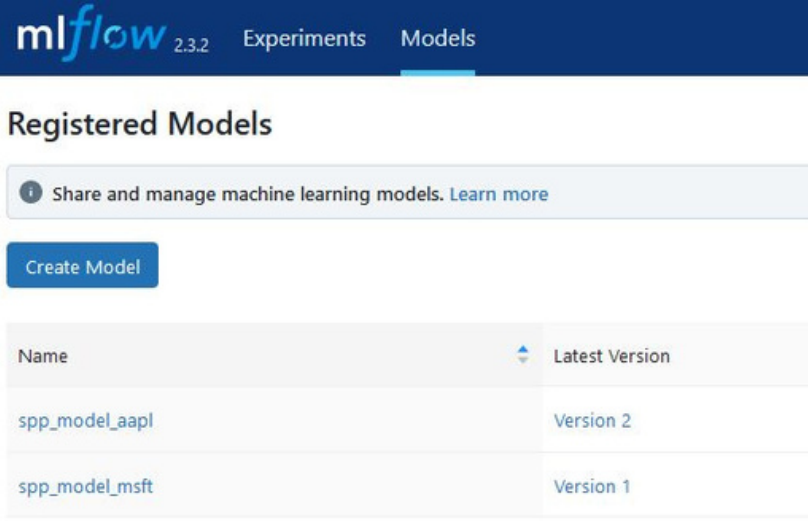 mlflow 2.3.2 Experiments Models
Registered Models
Share and manage machine learning models. Learn more
Create Model
Name Latest Version
spp_model_aapl Version 2
spp_model_msft Version 1